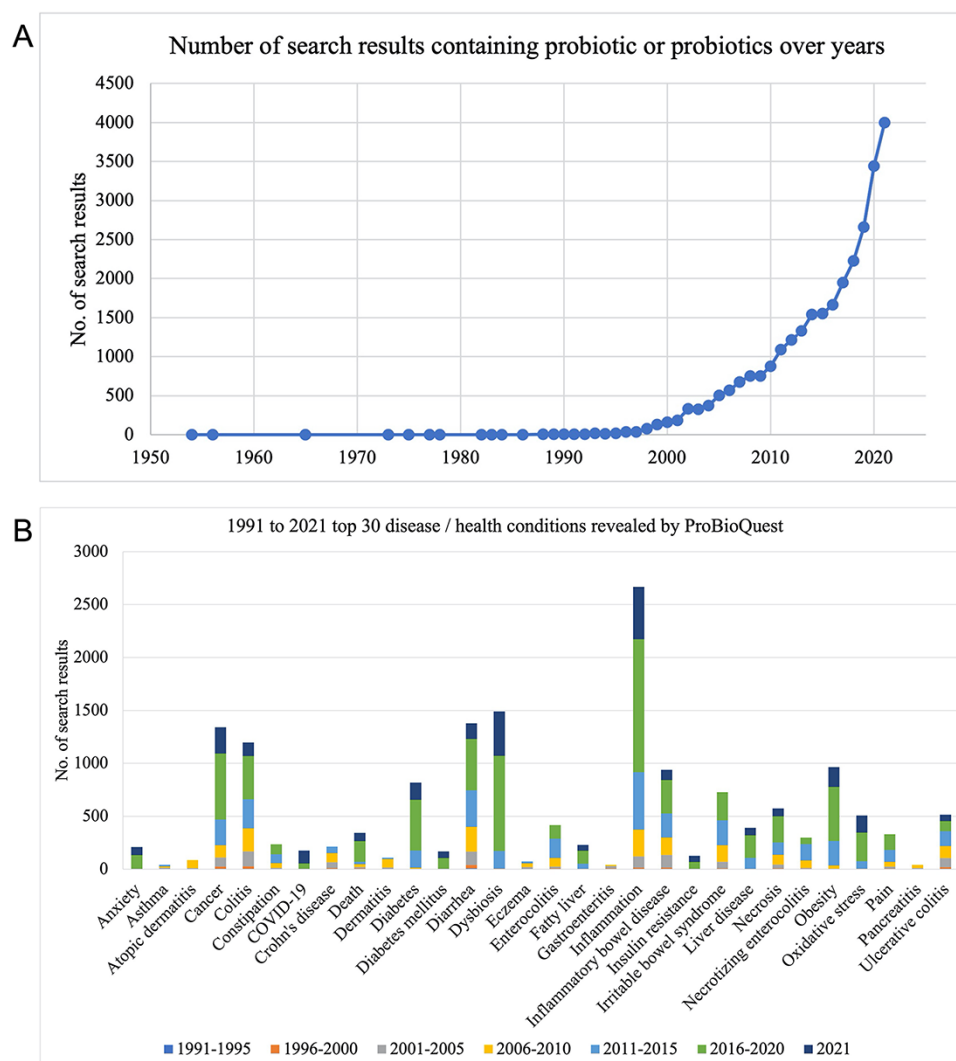 A
Number of search results containing probiotic or probiotics over years
No. of search results
4500
4000
3500
3000
2500
2000
1500
1000
500
0
1950 1960 1970 1980 1990 2000 2010 2020
B
1991 to 2021 top 30 disease / health conditions revealed by ProBioQuest
No. of search results
3000
2500
2000
1500
1000
500
0
Anxiety
Asthma
Atopic dermatitis
Cancer
Colitis
Constipation
COVID-19
Crohn's disease
Death
Dermatitis
Diabetes
Diabetes mellitus
Diarrhea
Dysbiosis
Eczema
Enterocolitis
Fatty liver
Gastroenteritis
Inflammation
Inflammatory bowel disease
Insulin resistance
Irritable bowel syndrome
Liver disease
Necrosis
Necrotizing enterocolitis
Obesity
Oxidative stress
Pain
Pancreatitis
Ulcerative colitis
1991-1995 1996-2000 2001-2005 2006-2010 2011-2015 2016-2020 2021